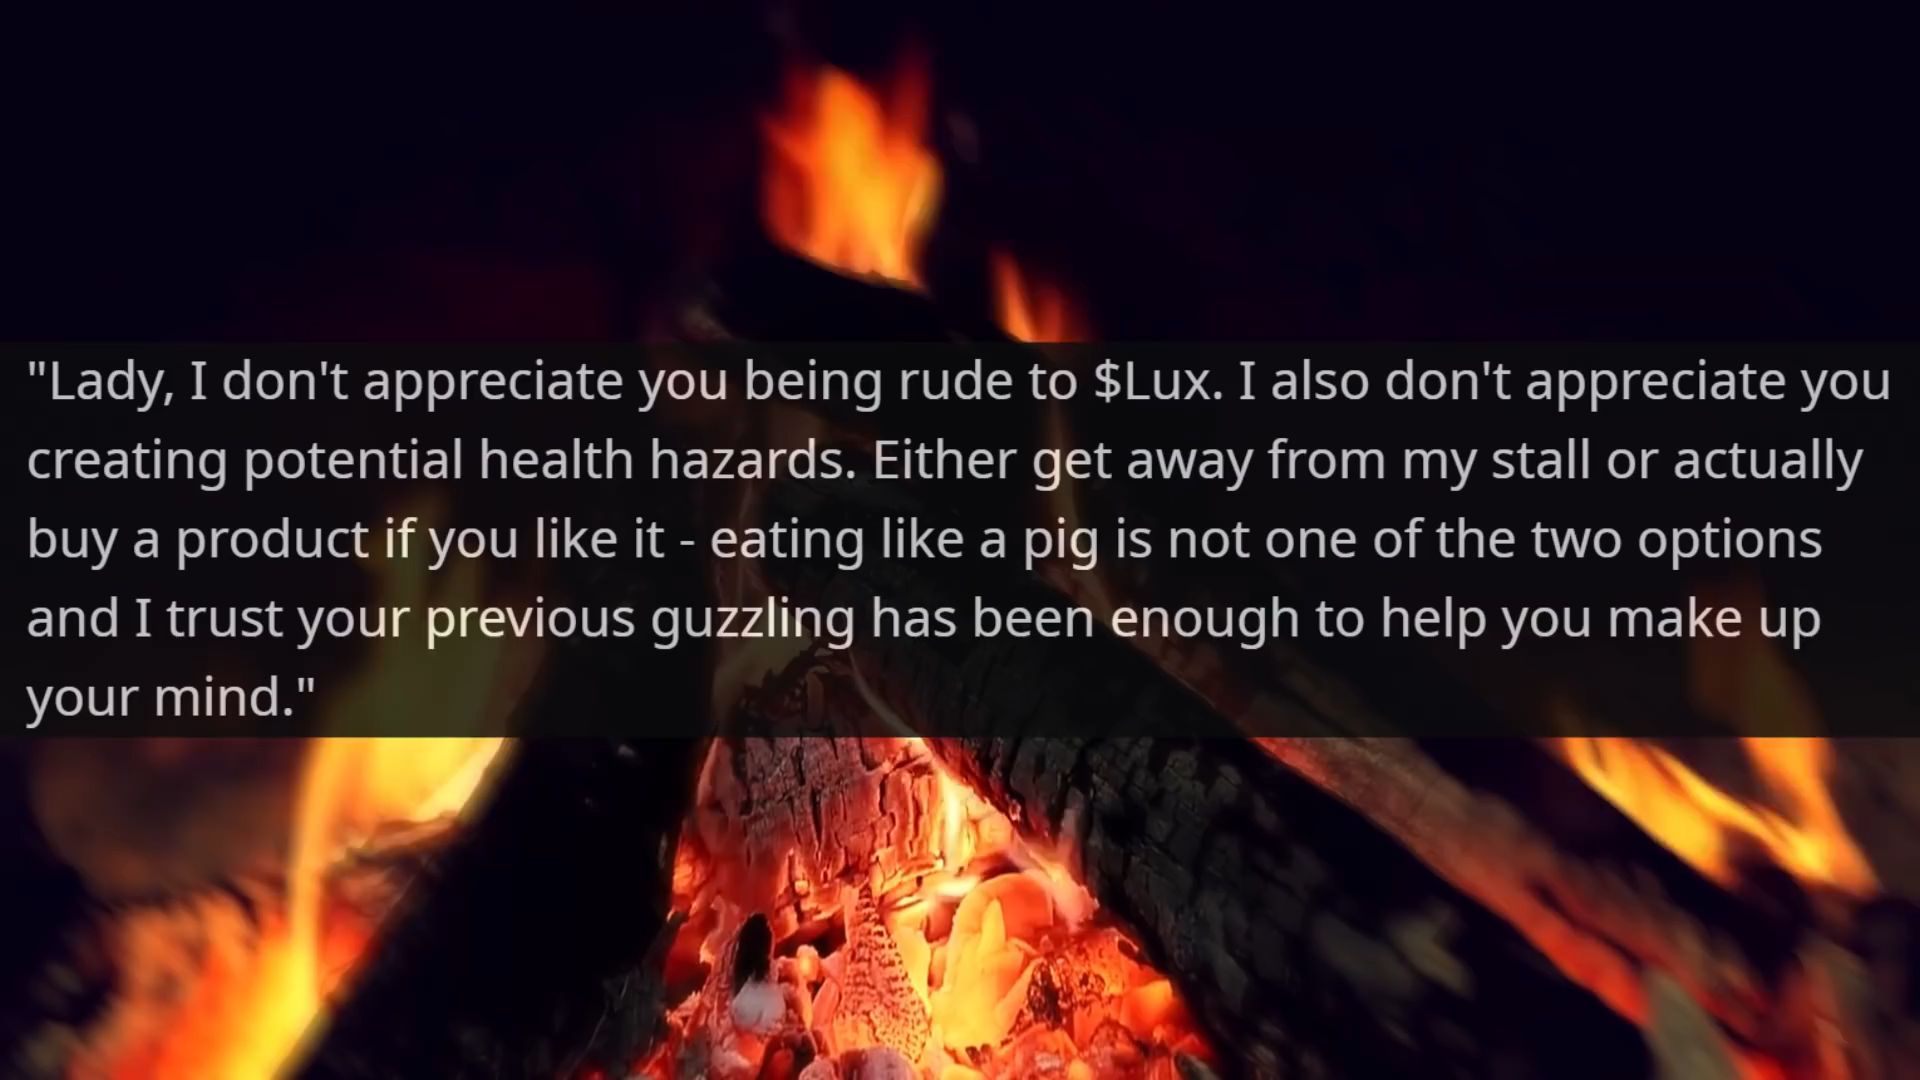 "Lady, I don't appreciate you being rude to $Lux. I also don't appreciate you
creating potential health hazards. Either get away from my stall or actually
buy a product if you like it - eating like a pig is not one of the two options
and I trust your previous guzzling has been enough to help you make up
your mind."